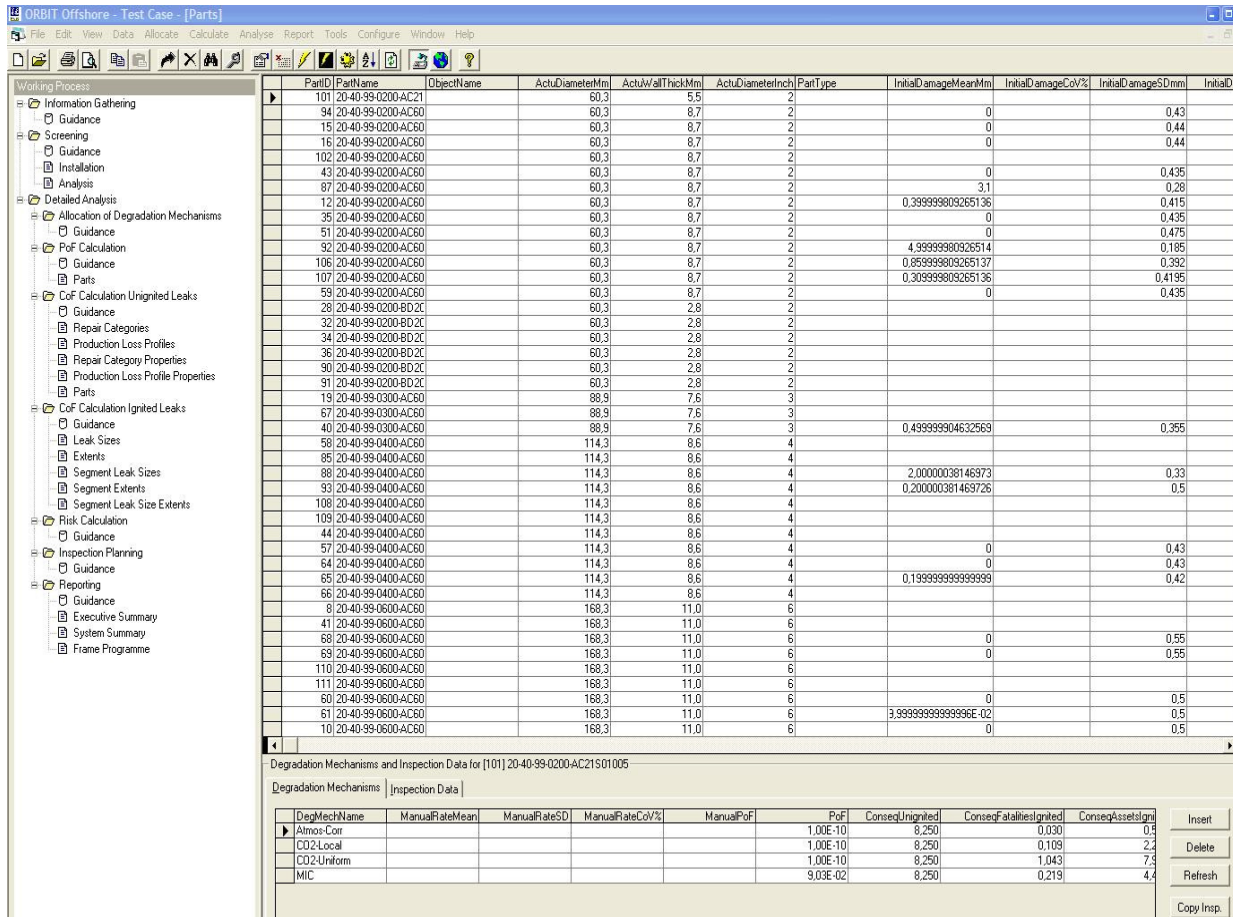 ORBIT Offshore - Test Case - [Parts]
File Edit View Data Allocate Calculate Analyse Report Tools Configure Window Help
Working Process
Information Gathering
Guidance
Screening
Guidance
Installation
Analysis
Detailed Analysis
Allocation of Degradation Mechanisms
Guidance
PoF Calculation
Guidance
Parts
CoF Calculation Unignited Leaks
Guidance
Repair Categories
Production Loss Profiles
Repair Category Properties
Production Loss Profile Properties
Parts
CoF Calculation Ignited Leaks
Guidance
Leak Sizes
Extents
Segment Leak Sizes
Segment Extents
Segment Leak Size Extents
Risk Calculation
Guidance
Inspection Planning
Guidance
Reporting
Guidance
Executive Summary
System Summary
Frame Programme
PartID PartName ObjectName ActuDiameterMm ActuWallThickMm ActuDiameterInch PartType InitialDamageMeanMm InitialDamageCoV% InitialDamageSDmm InitialD
101 20-40-99-0200-AC21 60,3 5,5 2
94 20-40-99-0200-AC60 60,3 8,7 2 0 0,43
15 20-40-99-0200-AC60 60,3 8,7 2 0 0,44
16 20-40-99-0200-AC60 60,3 8,7 2 0 0,44
102 20-40-99-0200-AC60 60,3 8,7 2
43 20-40-99-0200-AC60 60,3 8,7 2 0 0,435
87 20-40-99-0200-AC60 60,3 8,7 2 3,1 0,28
12 20-40-99-0200-AC60 60,3 8,7 2 0,399999809265136 0,415
35 20-40-99-0200-AC60 60,3 8,7 2 0 0,435
51 20-40-99-0200-AC60 60,3 8,7 2 0 0,475
92 20-40-99-0200-AC60 60,3 8,7 2 4,99999980926514 0,185
106 20-40-99-0200-AC60 60,3 8,7 2 0,859999809265137 0,392
107 20-40-99-0200-AC60 60,3 8,7 2 0,309999809265136 0,4195
59 20-40-99-0200-AC60 60,3 8,7 2 0 0,435
28 20-40-99-0200-BD20 60,3 2,8 2
32 20-40-99-0200-BD20 60,3 2,8 2
34 20-40-99-0200-BD20 60,3 2,8 2
36 20-40-99-0200-BD20 60,3 2,8 2
90 20-40-99-0200-BD20 60,3 2,8 2
91 20-40-99-0200-BD20 60,3 2,8 2
19 20-40-99-0300-AC60 88,9 7,6 3
67 20-40-99-0300-AC60 88,9 7,6 3
40 20-40-99-0300-AC60 88,9 7,6 3 0,499999904632569 0,355
58 20-40-99-0400-AC60 114,3 8,6 4
85 20-40-99-0400-AC60 114,3 8,6 4
88 20-40-99-0400-AC60 114,3 8,6 4 2,00000038146973 0,33
93 20-40-99-0400-AC60 114,3 8,6 4 0,200000381469726 0,5
108 20-40-99-0400-AC60 114,3 8,6 4
109 20-40-99-0400-AC60 114,3 8,6 4
44 20-40-99-0400-AC60 114,3 8,6 4
57 20-40-99-0400-AC60 114,3 8,6 4 0 0,43
64 20-40-99-0400-AC60 114,3 8,6 4 0 0,43
65 20-40-99-0400-AC60 114,3 8,6 4 0,199999999999999 0,42
66 20-40-99-0400-AC60 114,3 8,6 4
8 20-40-99-0600-AC60 168,3 11,0 6
41 20-40-99-0600-AC60 168,3 11,0 6
68 20-40-99-0600-AC60 168,3 11,0 6 0 0,55
69 20-40-99-0600-AC60 168,3 11,0 6 0 0,55
110 20-40-99-0600-AC60 168,3 11,0 6
111 20-40-99-0600-AC60 168,3 11,0 6
60 20-40-99-0600-AC60 168,3 11,0 6 0 0,5
61 20-40-99-0600-AC60 168,3 11,0 6 9,99999999999996E-02 0,5
10 20-40-99-0600-AC60 168,3 11,0 6 0 0,5
Degradation Mechanisms and Inspection Data for [101] 20-40-99-0200-AC21S01005
Degradation Mechanisms Inspection Data
DegMechName ManualRateMean ManualRateSD ManualRateCoV% ManualPoF PoF ConseqUnignited ConseqFatalitiesIgnited ConseqAssetsIgni
Atmos-Corr 1,00E-10 8,250 0,030 0,5
CO2-Local 1,00E-10 8,250 0,109 2,2
CO2-Uniform 1,00E-10 8,250 1,043 7,9
MIC 9,03E-02 8,250 0,219 4,4
Insert
Delete
Refresh
Copy Insp.